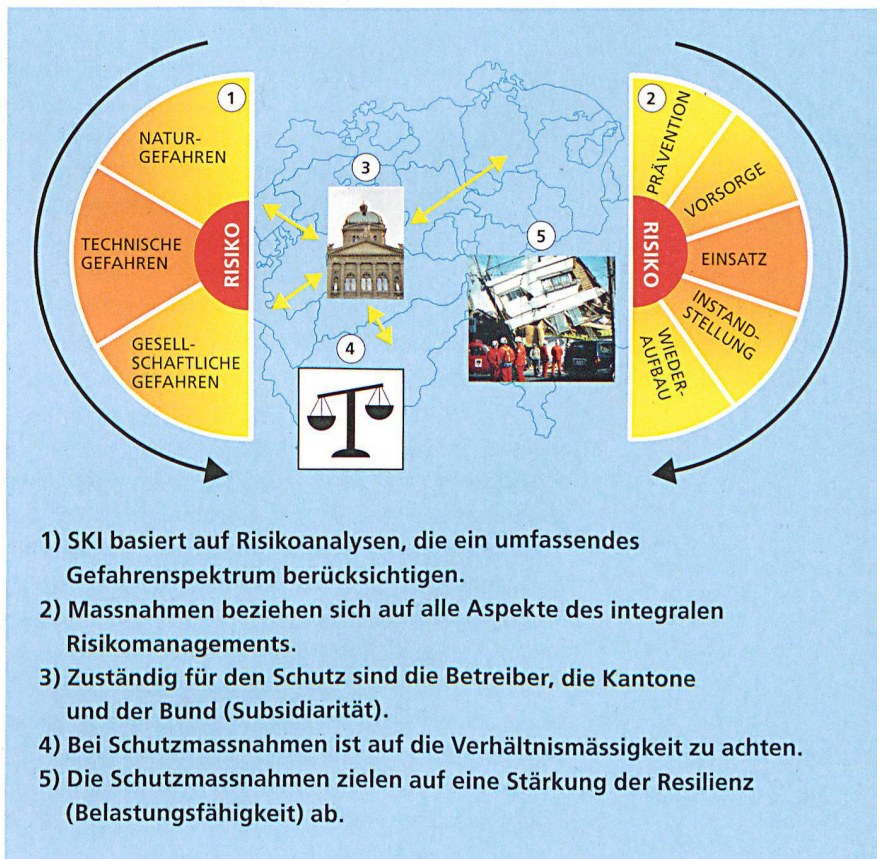 1
NATUR-
GEFAHREN
TECHNISCHE
GEFAHREN
GESELL-
SCHAFTLICHE
GEFAHREN
RISIKO
3
4
5
2
PRÄVENTION
VORSORGE
EINSATZ
INSTAND-
STELLUNG
WIEDER-
AUFBAU
RISIKO
1) SKI basiert auf Risikoanalysen, die ein umfassendes
Gefahrenspektrum berücksichtigen.
2) Massnahmen beziehen sich auf alle Aspekte des integralen
Risikomanagements.
3) Zuständig für den Schutz sind die Betreiber, die Kantone
und der Bund (Subsidiarität).
4) Bei Schutzmassnahmen ist auf die Verhältnismässigkeit zu achten.
5) Die Schutzmassnahmen zielen auf eine Stärkung der Resilienz
(Belastungsfähigkeit) ab.